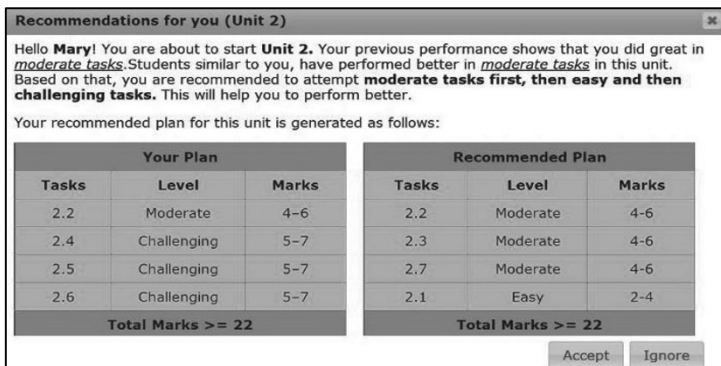 Recommendations for you (Unit 2)
Hello Mary! You are about to start Unit 2. Your previous performance shows that you did great in
moderate tasks.Students similar to you, have performed better in moderate tasks in this unit.
Based on that, you are recommended to attempt moderate tasks first, then easy and then
challenging tasks. This will help you to perform better.
Your recommended plan for this unit is generated as follows:
Your Plan
Tasks Level Marks
2.2 Moderate 4–6
2.4 Challenging 5–7
2.5 Challenging 5–7
2.6 Challenging 5–7
Total Marks >= 22
Recommended Plan
Tasks Level Marks
2.2 Moderate 4-6
2.3 Moderate 4-6
2.7 Moderate 4-6
2.1 Easy 2-4
Total Marks >= 22
Accept Ignore